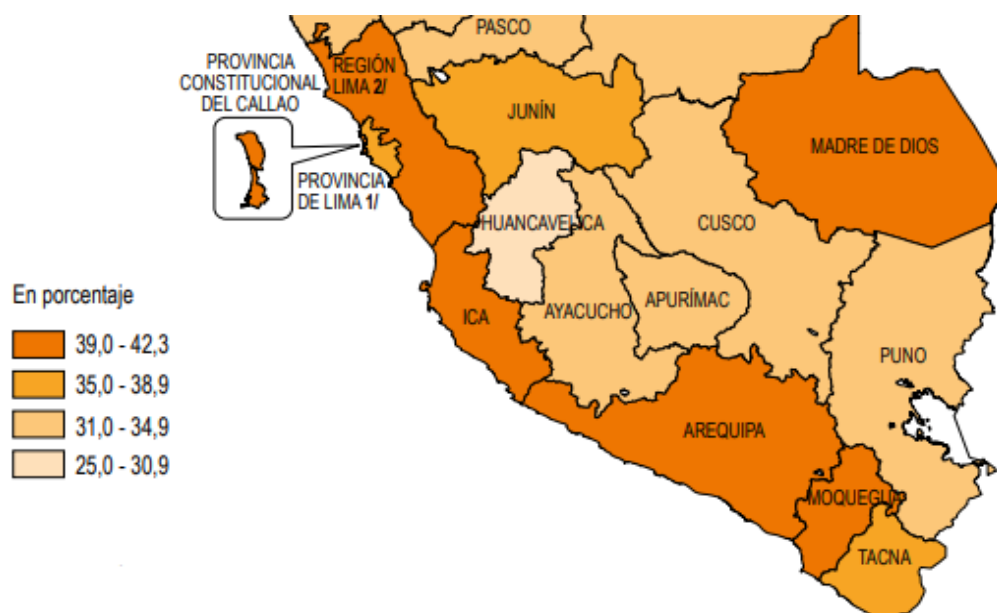 PASCO
PROVINCIA
CONSTITUCIONAL
DEL CALLAO
REGIÓN
LIMA 2/
JUNÍN
MADRE DE DIOS
PROVINCIA
DE LIMA 1/
HUANCAVELICA
CUSCO
En porcentaje
39,0 - 42,3
35,0 - 38,9
31,0 - 34,9
25,0 - 30,9
ICA
AYACUCHO
APURÍMAC
PUNO
AREQUIPA
MOQUEGUA
TACNA